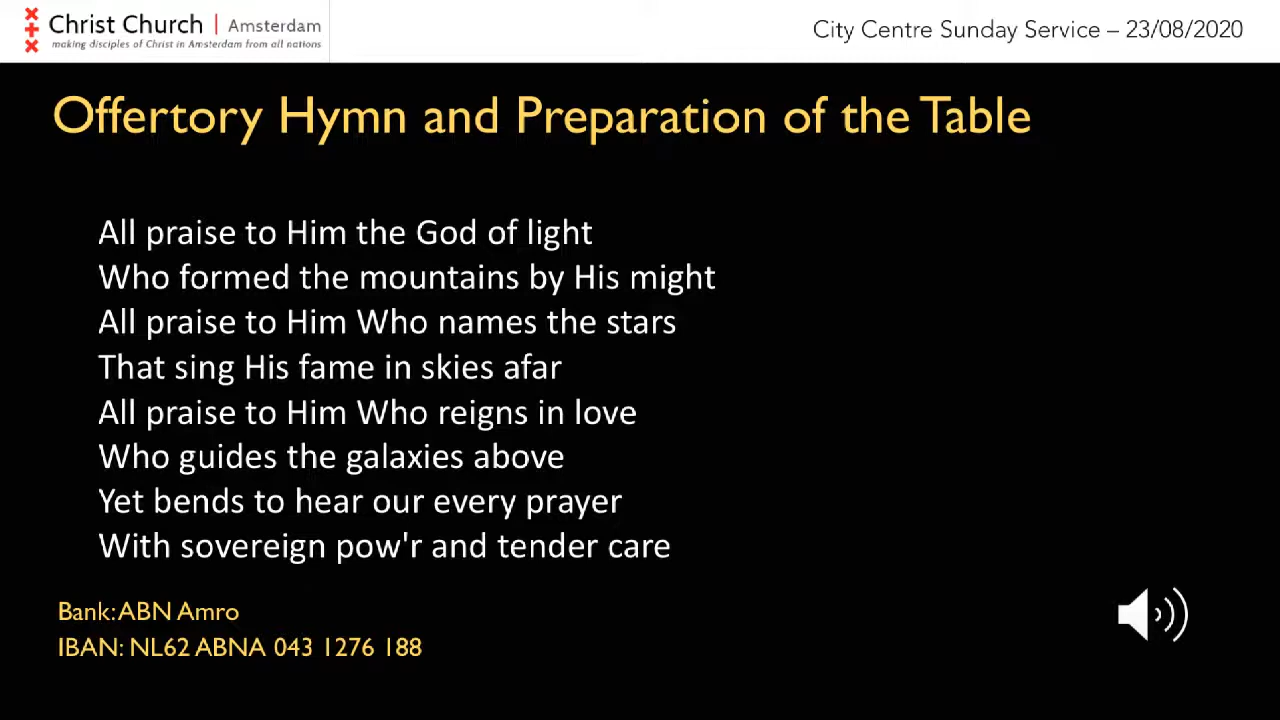 Christ Church | Amsterdam
making disciples of Christ in Amsterdam from all nations
City Centre Sunday Service – 23/08/2020
Offertory Hymn and Preparation of the Table
All praise to Him the God of light
Who formed the mountains by His might
All praise to Him Who names the stars
That sing His fame in skies afar
All praise to Him Who reigns in love
Who guides the galaxies above
Yet bends to hear our every prayer
With sovereign pow'r and tender care
Bank: ABN Amro
IBAN: NL62 ABNA 043 1276 188